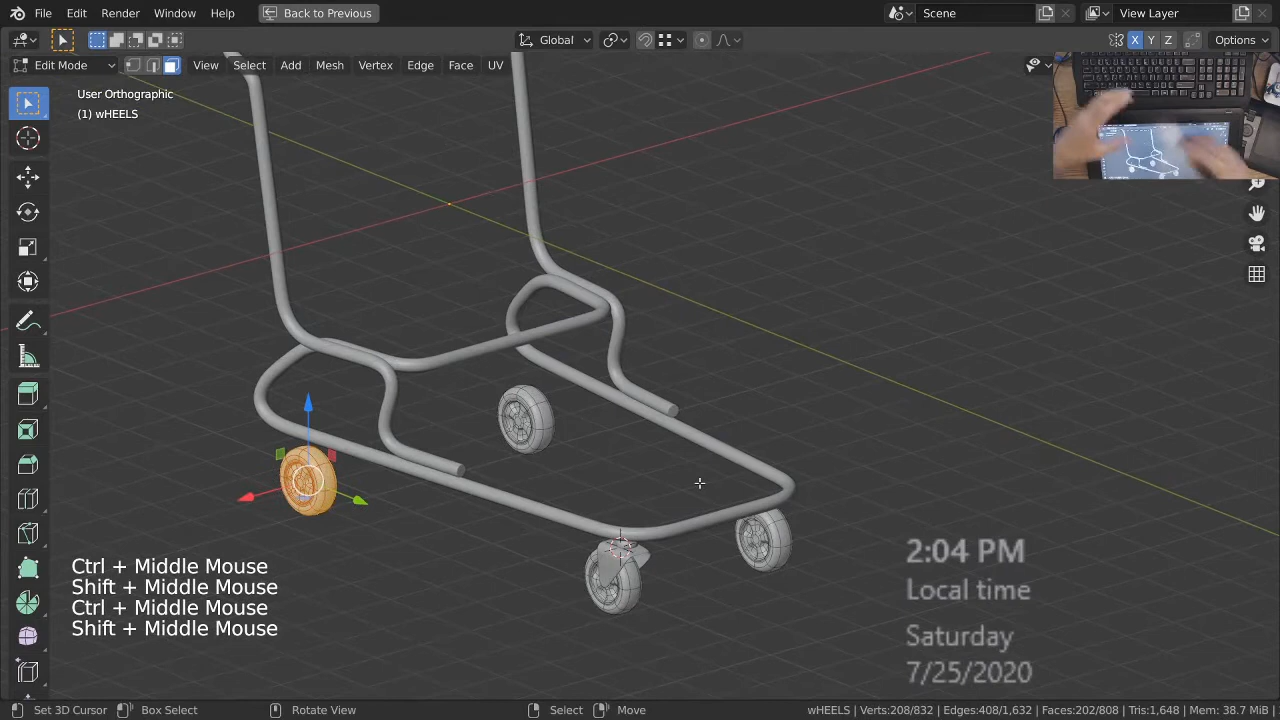 File Edit Render Window Help Back to Previous Scene View Layer
Global X Y Z Options
Edit Mode View Select Add Mesh Vertex Edge Face UV
User Orthographic
(1) wHEELS
Ctrl + Middle Mouse
Shift + Middle Mouse
Ctrl + Middle Mouse
Shift + Middle Mouse
2:04 PM
Local time
Saturday
7/25/2020
Set 3D Cursor Box Select Rotate View Select Move wHEELS | Verts:208/832 | Edges:408/1,632 | Faces:202/808 | Tris:1,648 | Mem: 38.7 MiB